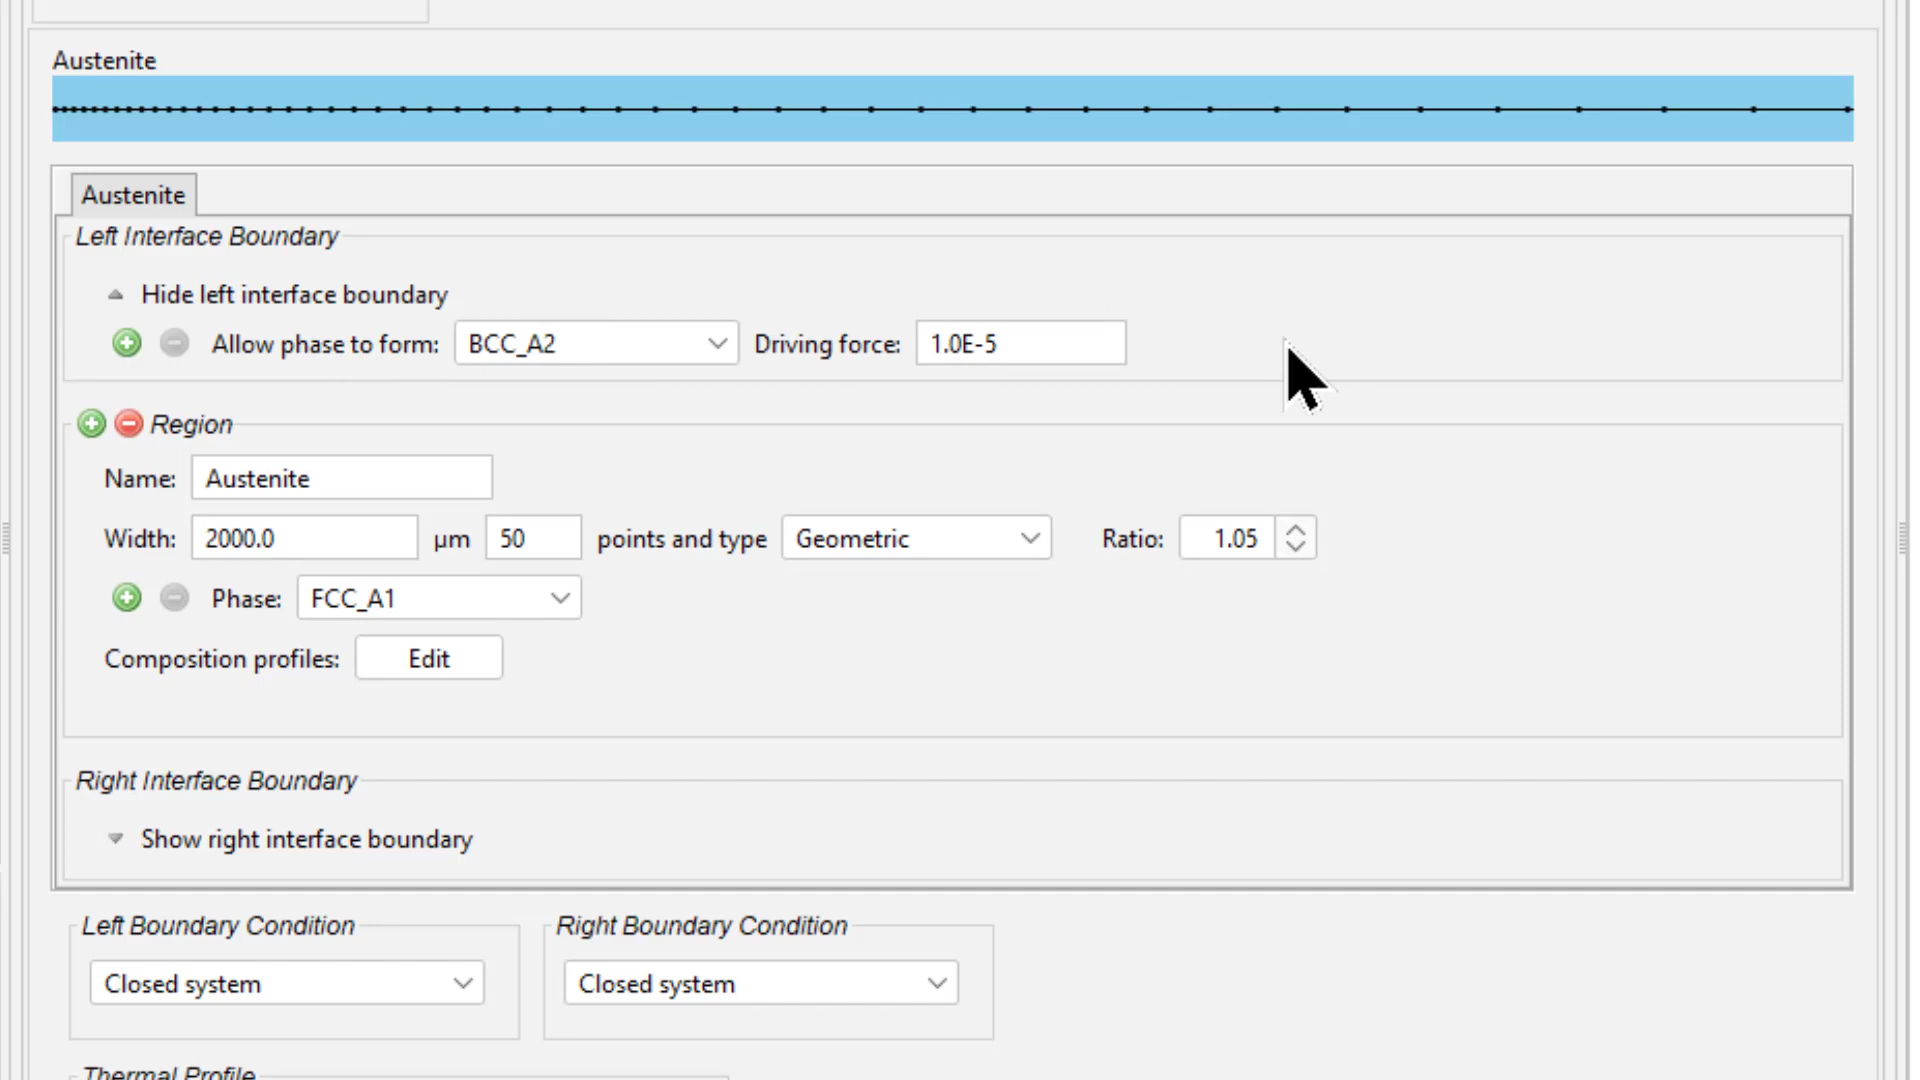 Austenite
Austenite
Left Interface Boundary
Hide left interface boundary
Allow phase to form: BCC_A2 Driving force: 1.0E-5
Region
Name: Austenite
Width: 2000.0 µm 50 points and type Geometric Ratio: 1.05
Phase: FCC_A1
Composition profiles: Edit
Right Interface Boundary
Show right interface boundary
Left Boundary Condition Right Boundary Condition
Closed system Closed system
Thermal Profile